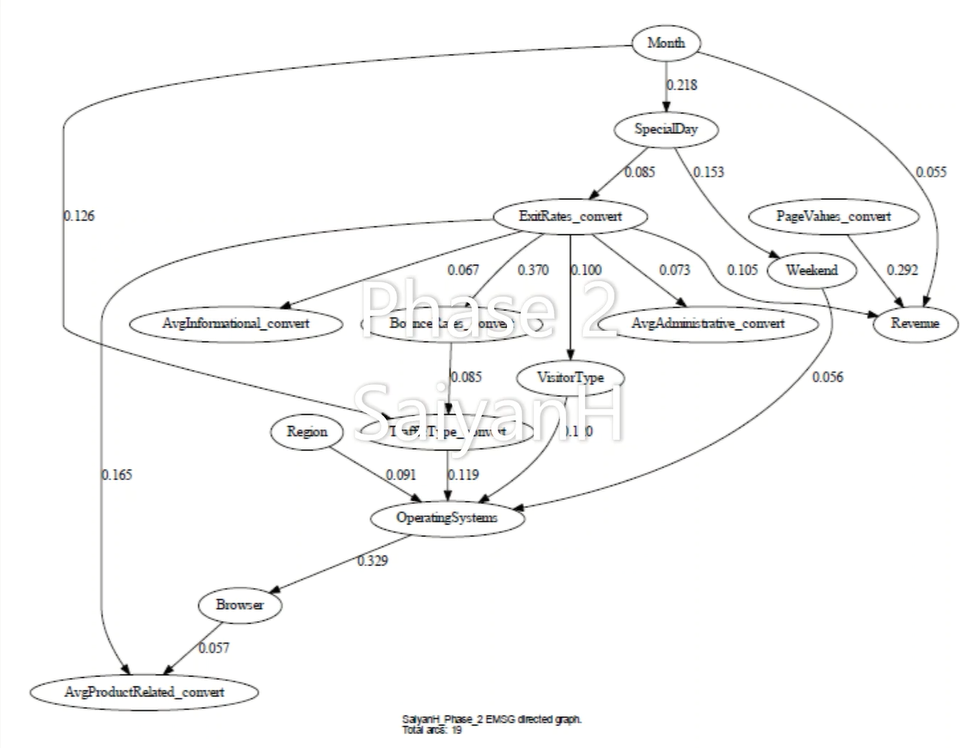 Month
0.218
SpecialDay
0.085 0.153 0.055
0.126 ExitRates_convert PageValues_convert
0.067 0.370 0.100 0.073 0.105 Weekend 0.292
Phase 2
AvgInformational_convert BounceRates_convert AvgAdministrative_convert Revenue
0.085 VisitorType 0.056
SaiyanH
Region TrafficType_convert
0.165 0.091 0.119
OperatingSystems
0.329
Browser
0.057
AvgProductRelated_convert
SaiyanH_Phase_2 EMSG directed graph.
Total arcs: 19